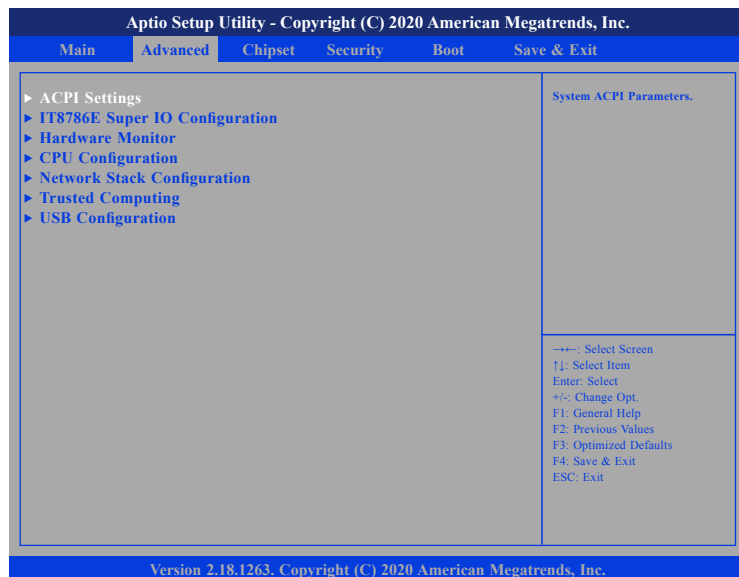 Aptio Setup Utility - Copyright (C) 2020 American Megatrends, Inc.
Main Advanced Chipset Security Boot Save & Exit
► ACPI Settings
► IT8786E Super IO Configuration
► Hardware Monitor
► CPU Configuration
► Network Stack Configuration
► Trusted Computing
► USB Configuration
System ACPI Parameters.
→←: Select Screen
↑↓: Select Item
Enter: Select
+/-: Change Opt.
F1: General Help
F2: Previous Values
F3: Optimized Defaults
F4: Save & Exit
ESC: Exit
Version 2.18.1263. Copyright (C) 2020 American Megatrends, Inc.